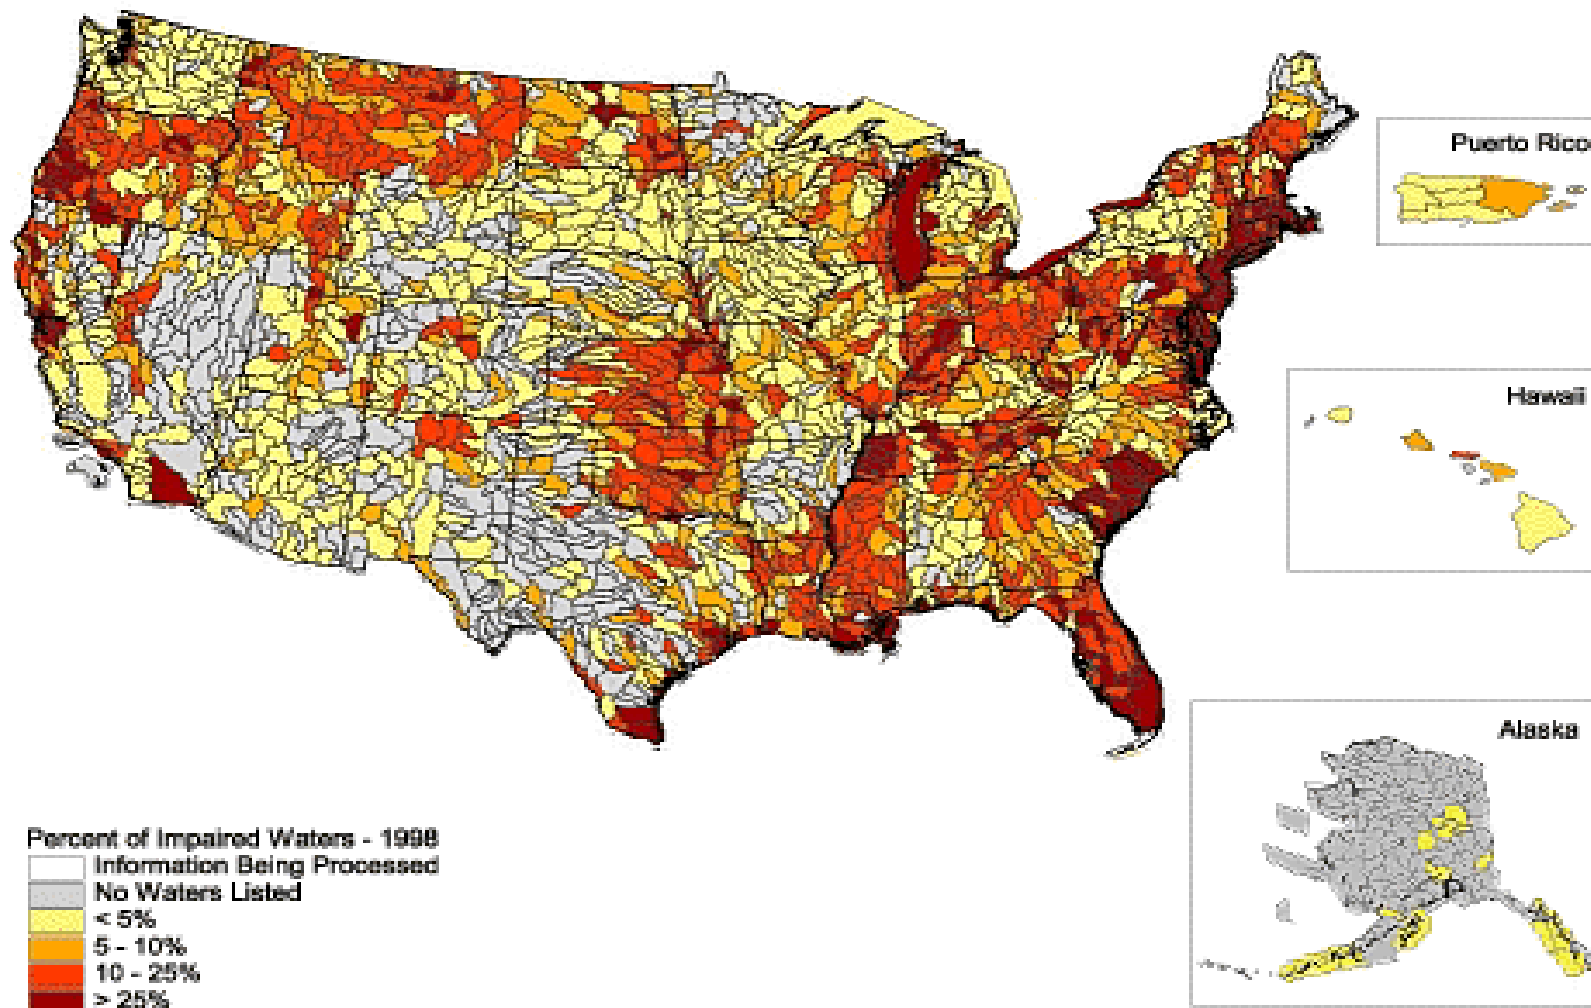 Puerto Rico
Hawaii
Alaska
Percent of Impaired Waters - 1998
Information Being Processed
No Waters Listed
< 5%
5 - 10%
10 - 25%
> 25%